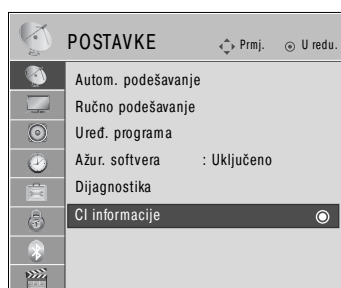 POSTAVKE Prmj. U redu.
Autom. podešavanje
Ručno podešavanje
Uređ. programa
Ažur. softvera : Uključeno
Dijagnostika
CI informacije